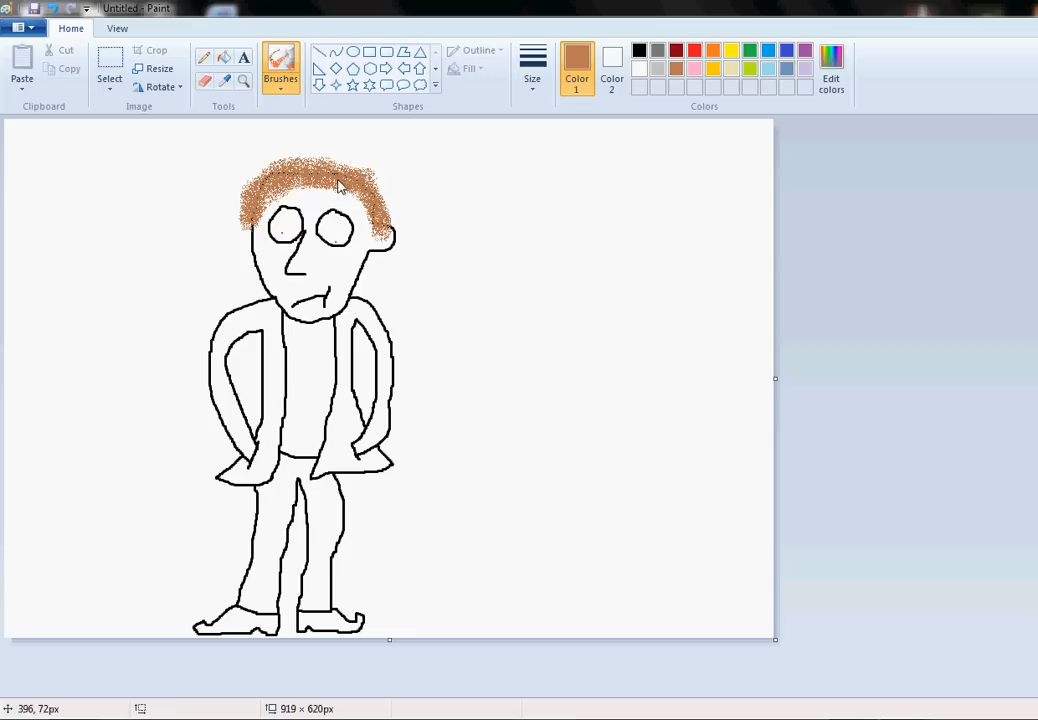 Untitled - Paint
Home View
Paste
Cut
Copy
Clipboard
Select
Crop
Resize
Rotate
Image
A
Tools
Brushes
Outline
Fill
Shapes
Size
Color 1
Color 2
Edit colors
Colors
396, 72px
919 × 620px